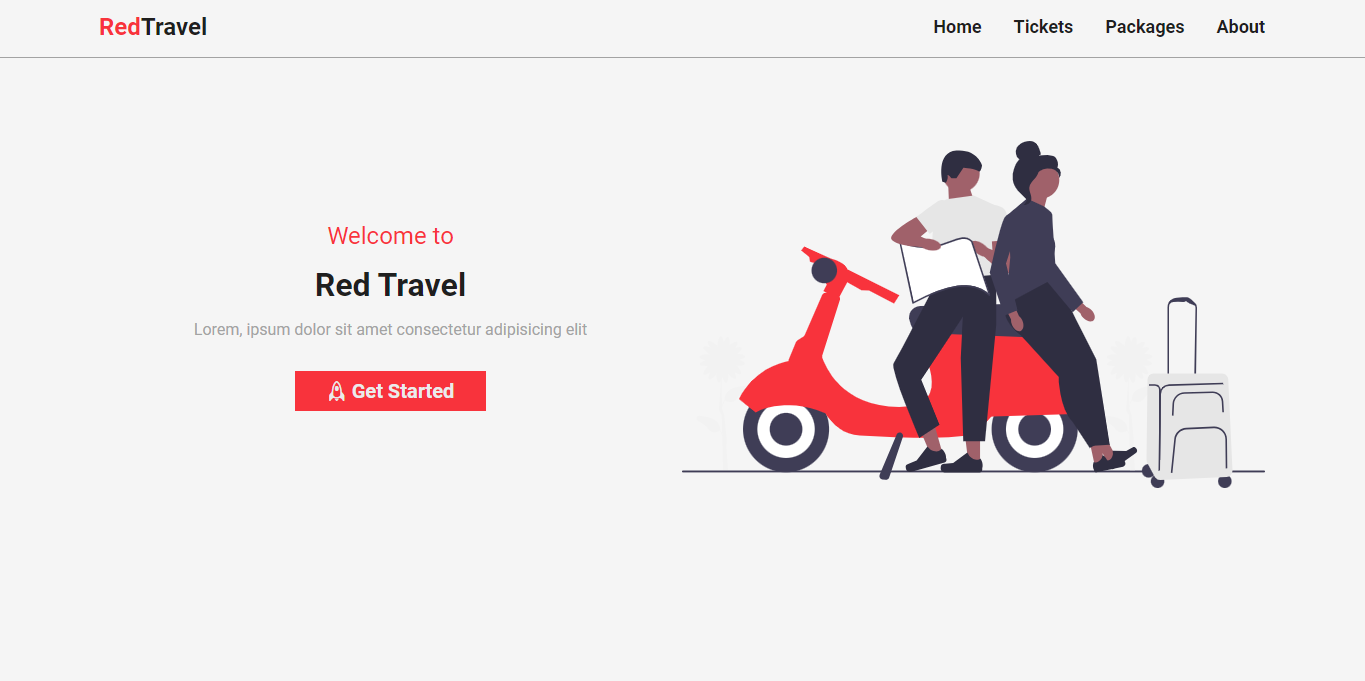 RedTravel
Home Tickets Packages About
Welcome to
Red Travel
Lorem, ipsum dolor sit amet consectetur adipisicing elit
Get Started